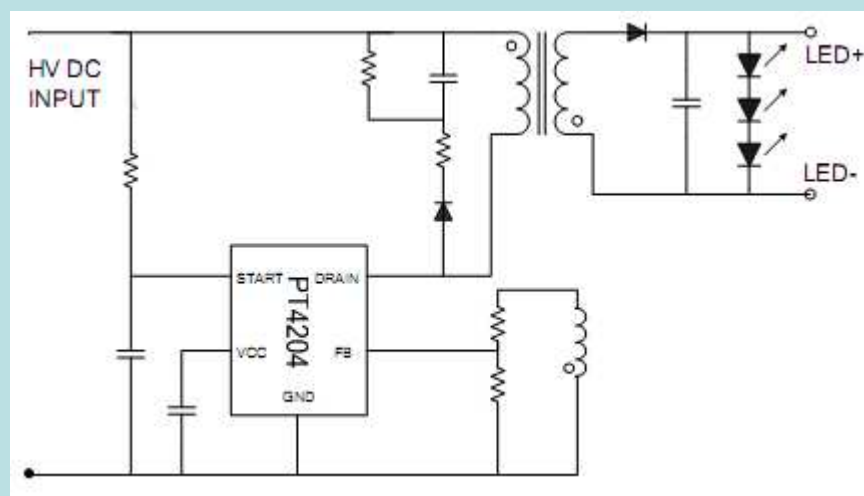 HV DC
INPUT
LED+
LED-
START
DRAIN
PT4204
VCC
FB
GND